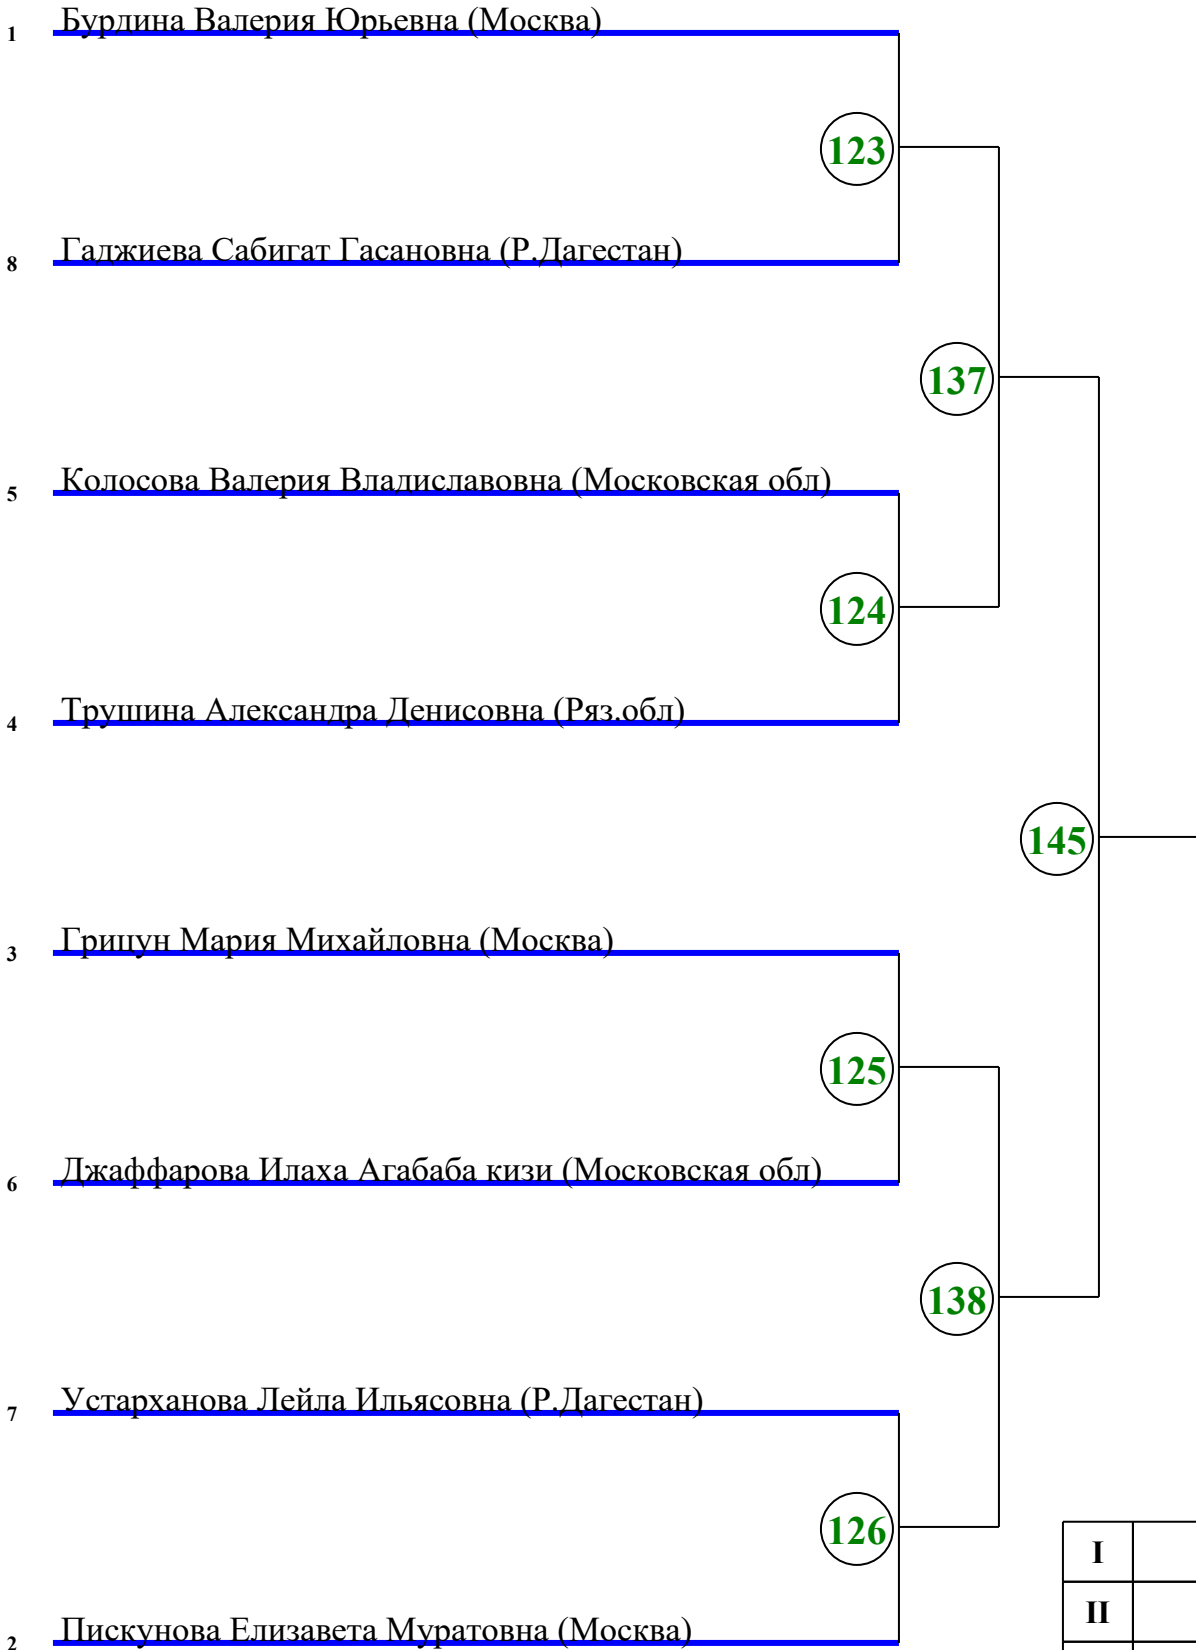 1 Бурдина Валерия Юрьевна (Москва)
123
8 Гаджиева Сабигат Гасановна (Р.Дагестан)
137
5 Колосова Валерия Владиславовна (Московская обл)
124
4 Трушина Александра Денисовна (Ряз.обл)
145
3 Грицун Мария Михайловна (Москва)
125
6 Джаффарова Илаха Агабаба кизи (Московская обл)
138
7 Устарханова Лейла Ильясовна (Р.Дагестан)
126
I
II
2 Пискунова Елизавета Муратовна (Москва)